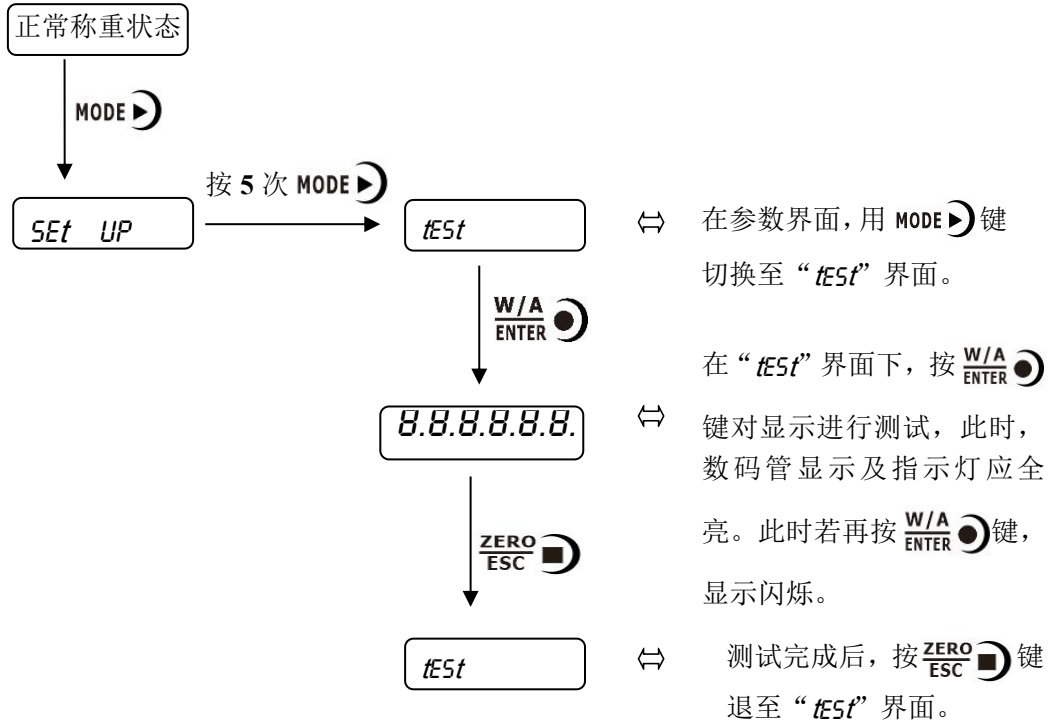 正常称重状态
MODE
按 5 次 MODE
SEt UP
tESt
在参数界面，用 MODE 键
切换至“tESt”界面。
W/A
ENTER
在“tESt”界面下，按 W/A ENTER
8.8.8.8.8.8.
键对显示进行测试，此时，
数码管显示及指示灯应全
亮。此时若再按 W/A ENTER 键，
显示闪烁。
ZERO
ESC
tESt
测试完成后，按 ZERO ESC 键
退至“tESt”界面。